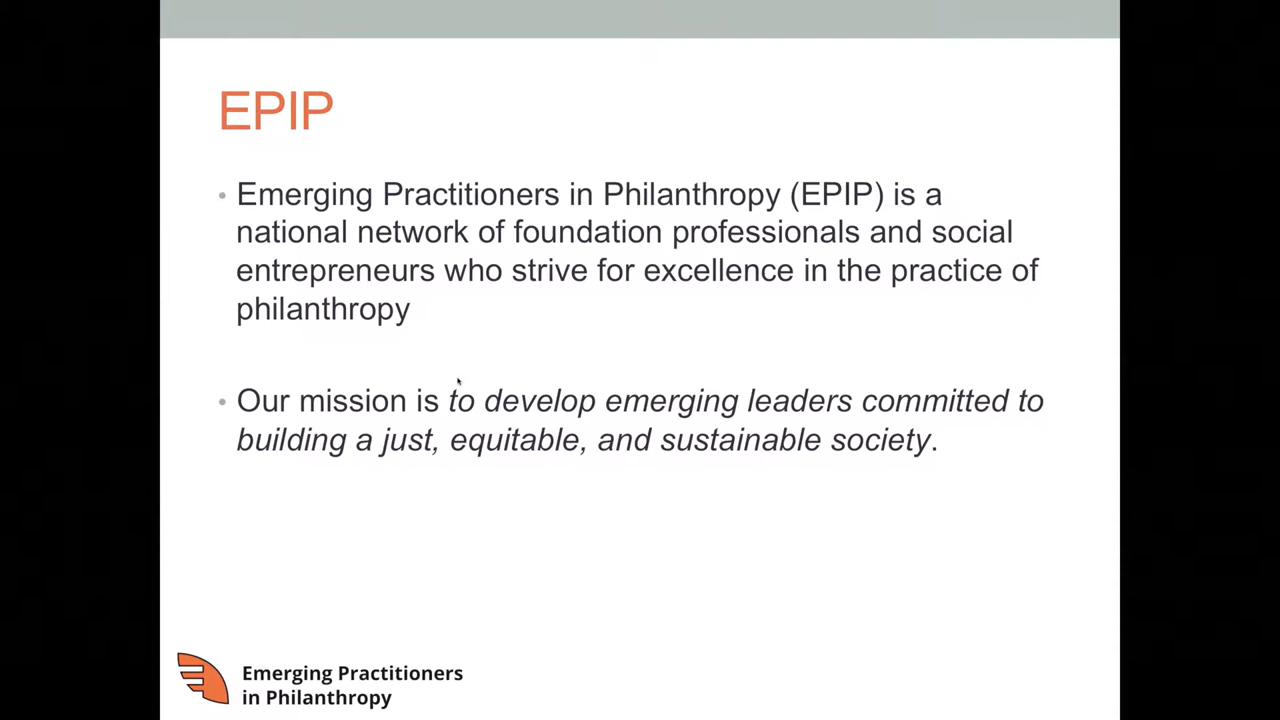 EPIP
• Emerging Practitioners in Philanthropy (EPIP) is a
national network of foundation professionals and social
entrepreneurs who strive for excellence in the practice of
philanthropy
• Our mission is to develop emerging leaders committed to
building a just, equitable, and sustainable society.
Emerging Practitioners
in Philanthropy